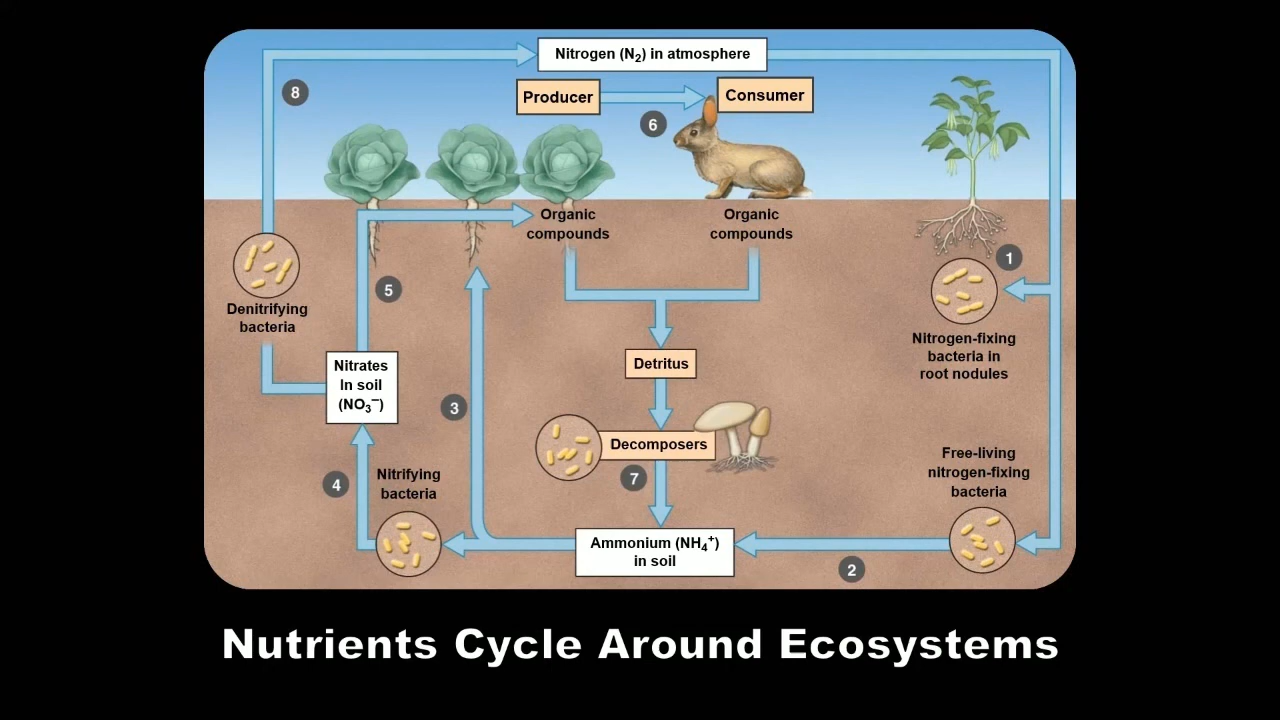 Nitrogen (N₂) in atmosphere
8
Producer
Consumer
6
Organic
compounds
Organic
compounds
1
5
Denitrifying
bacteria
Nitrogen-fixing
bacteria in
root nodules
Nitrates
In soil
(NO₃⁻)
Detritus
3
Decomposers
Free-living
nitrogen-fixing
bacteria
4
Nitrifying
bacteria
7
Ammonium (NH₄⁺)
in soil
2
Nutrients Cycle Around Ecosystems